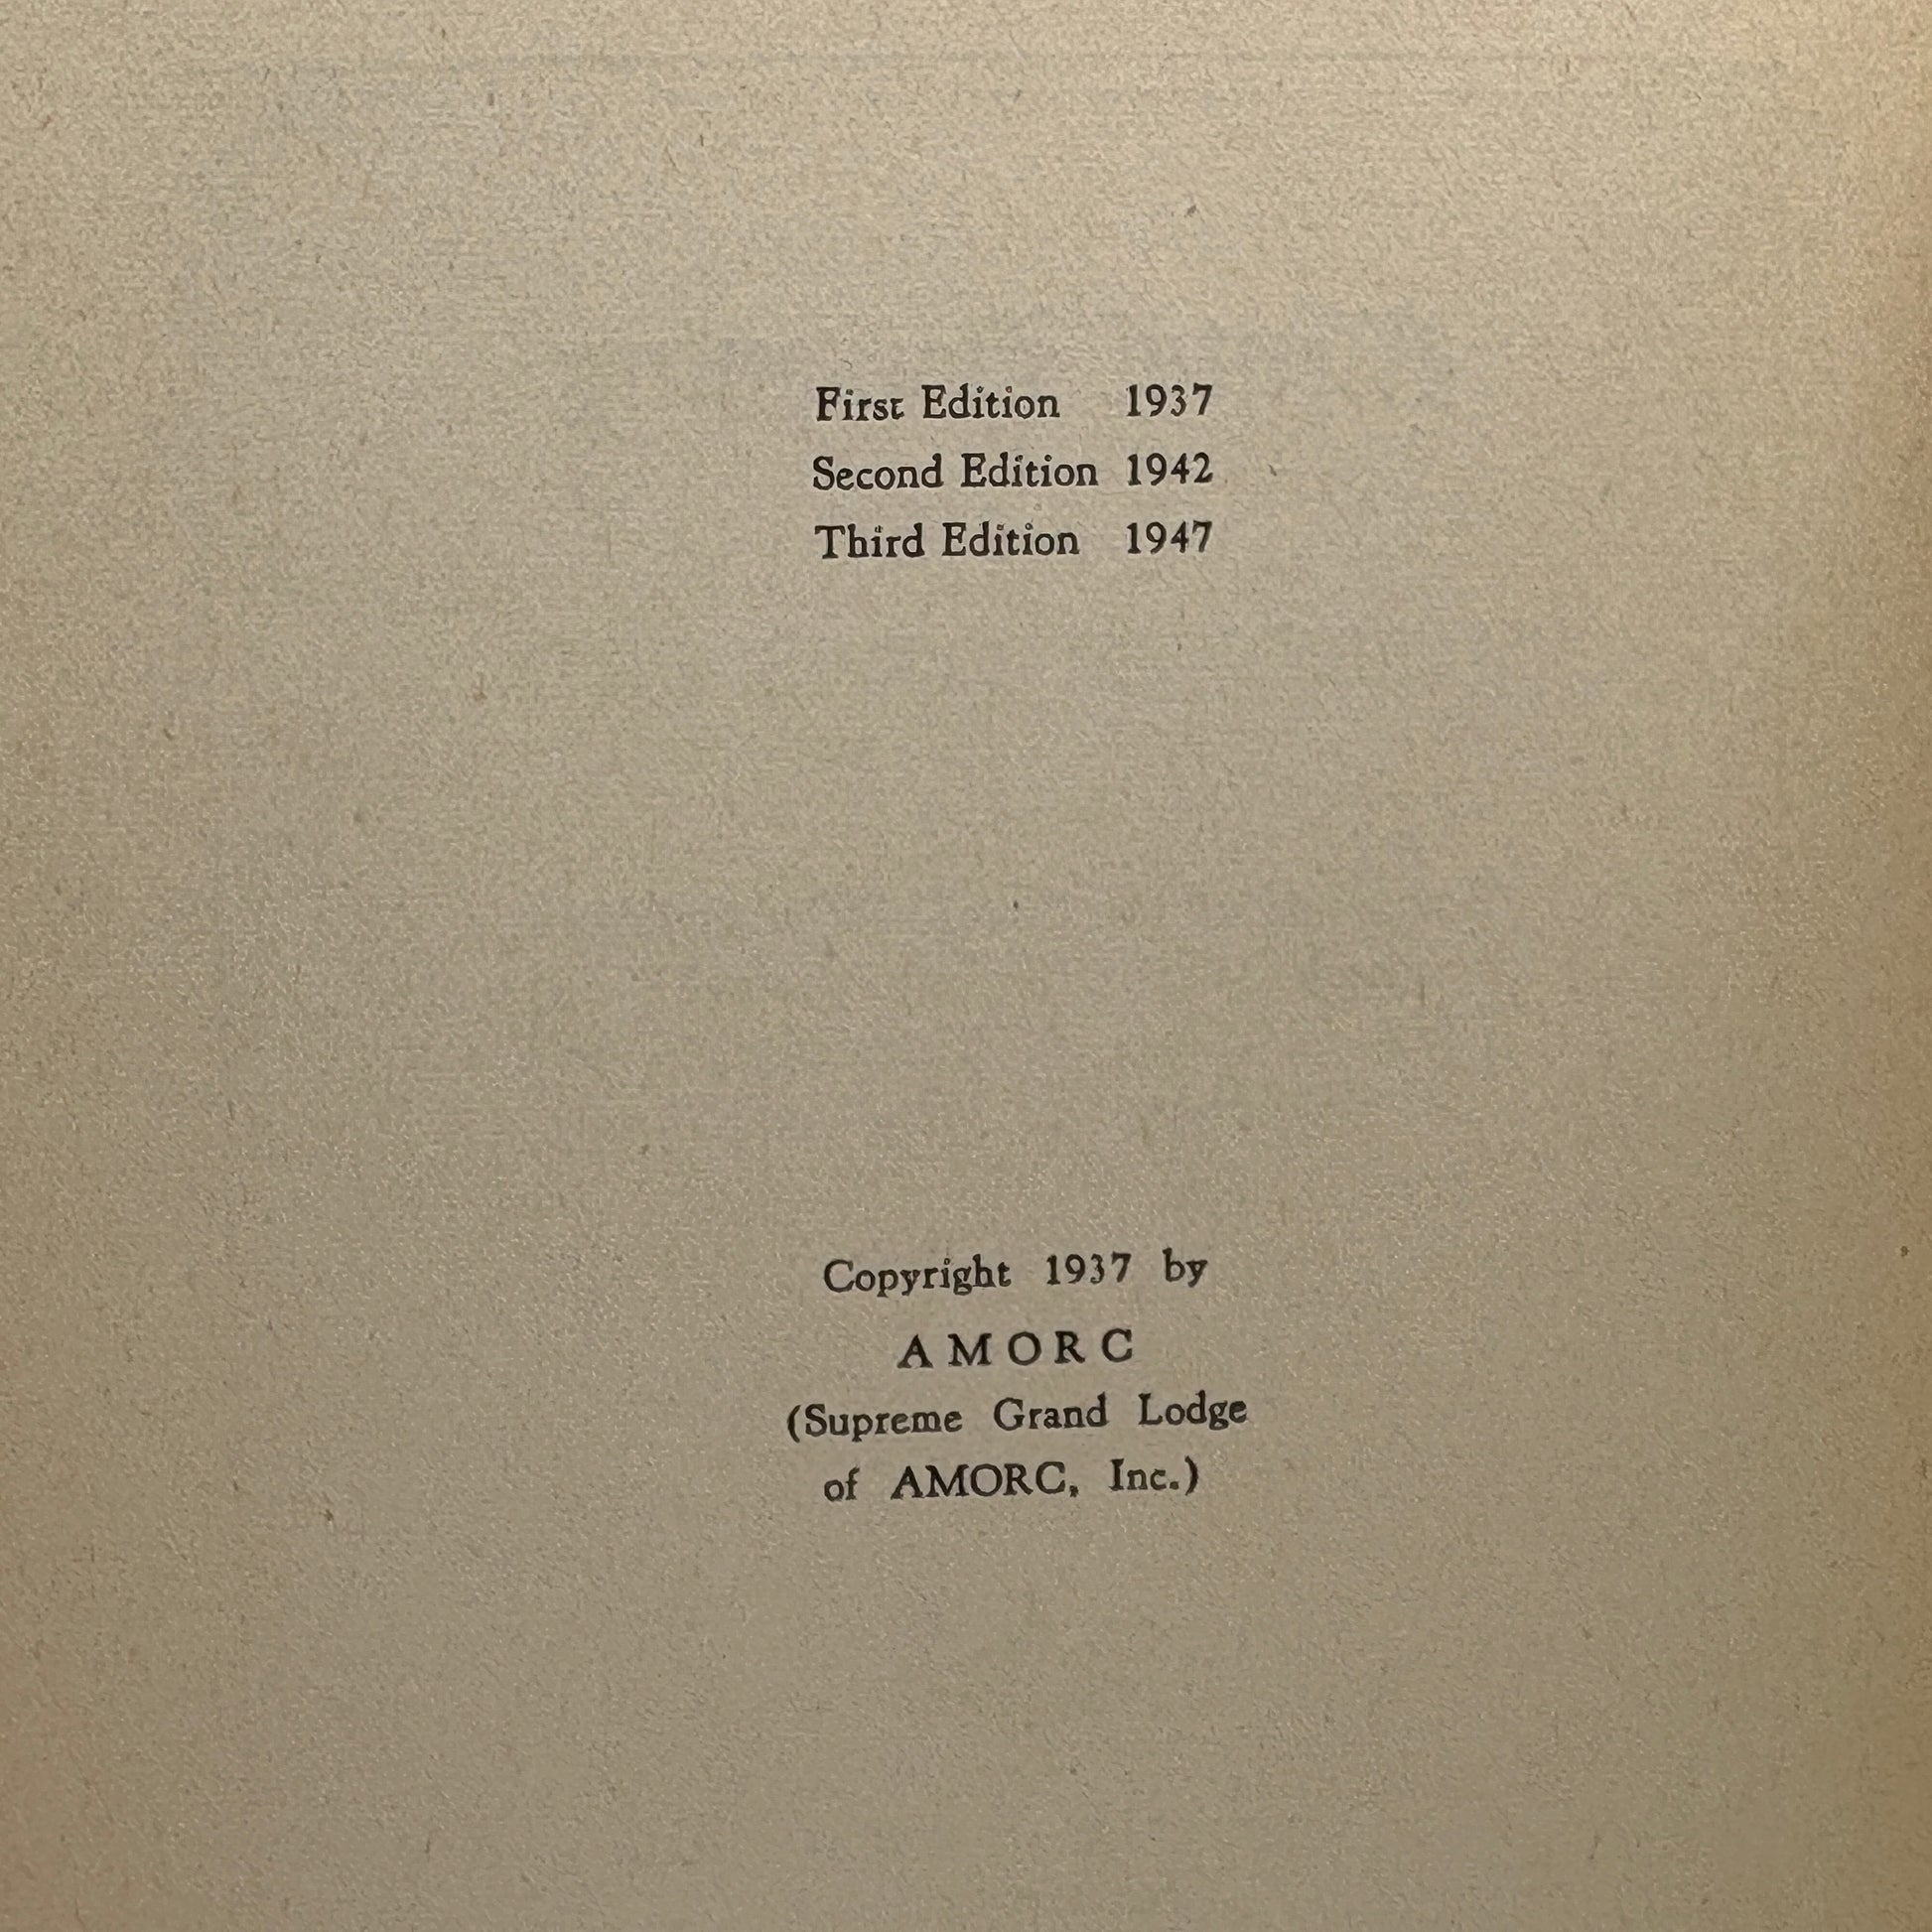 First Edition 1937
Second Edition 1942
Third Edition 1947
Copyright 1937 by
AMORC
(Supreme Grand Lodge
of AMORC, Inc.)